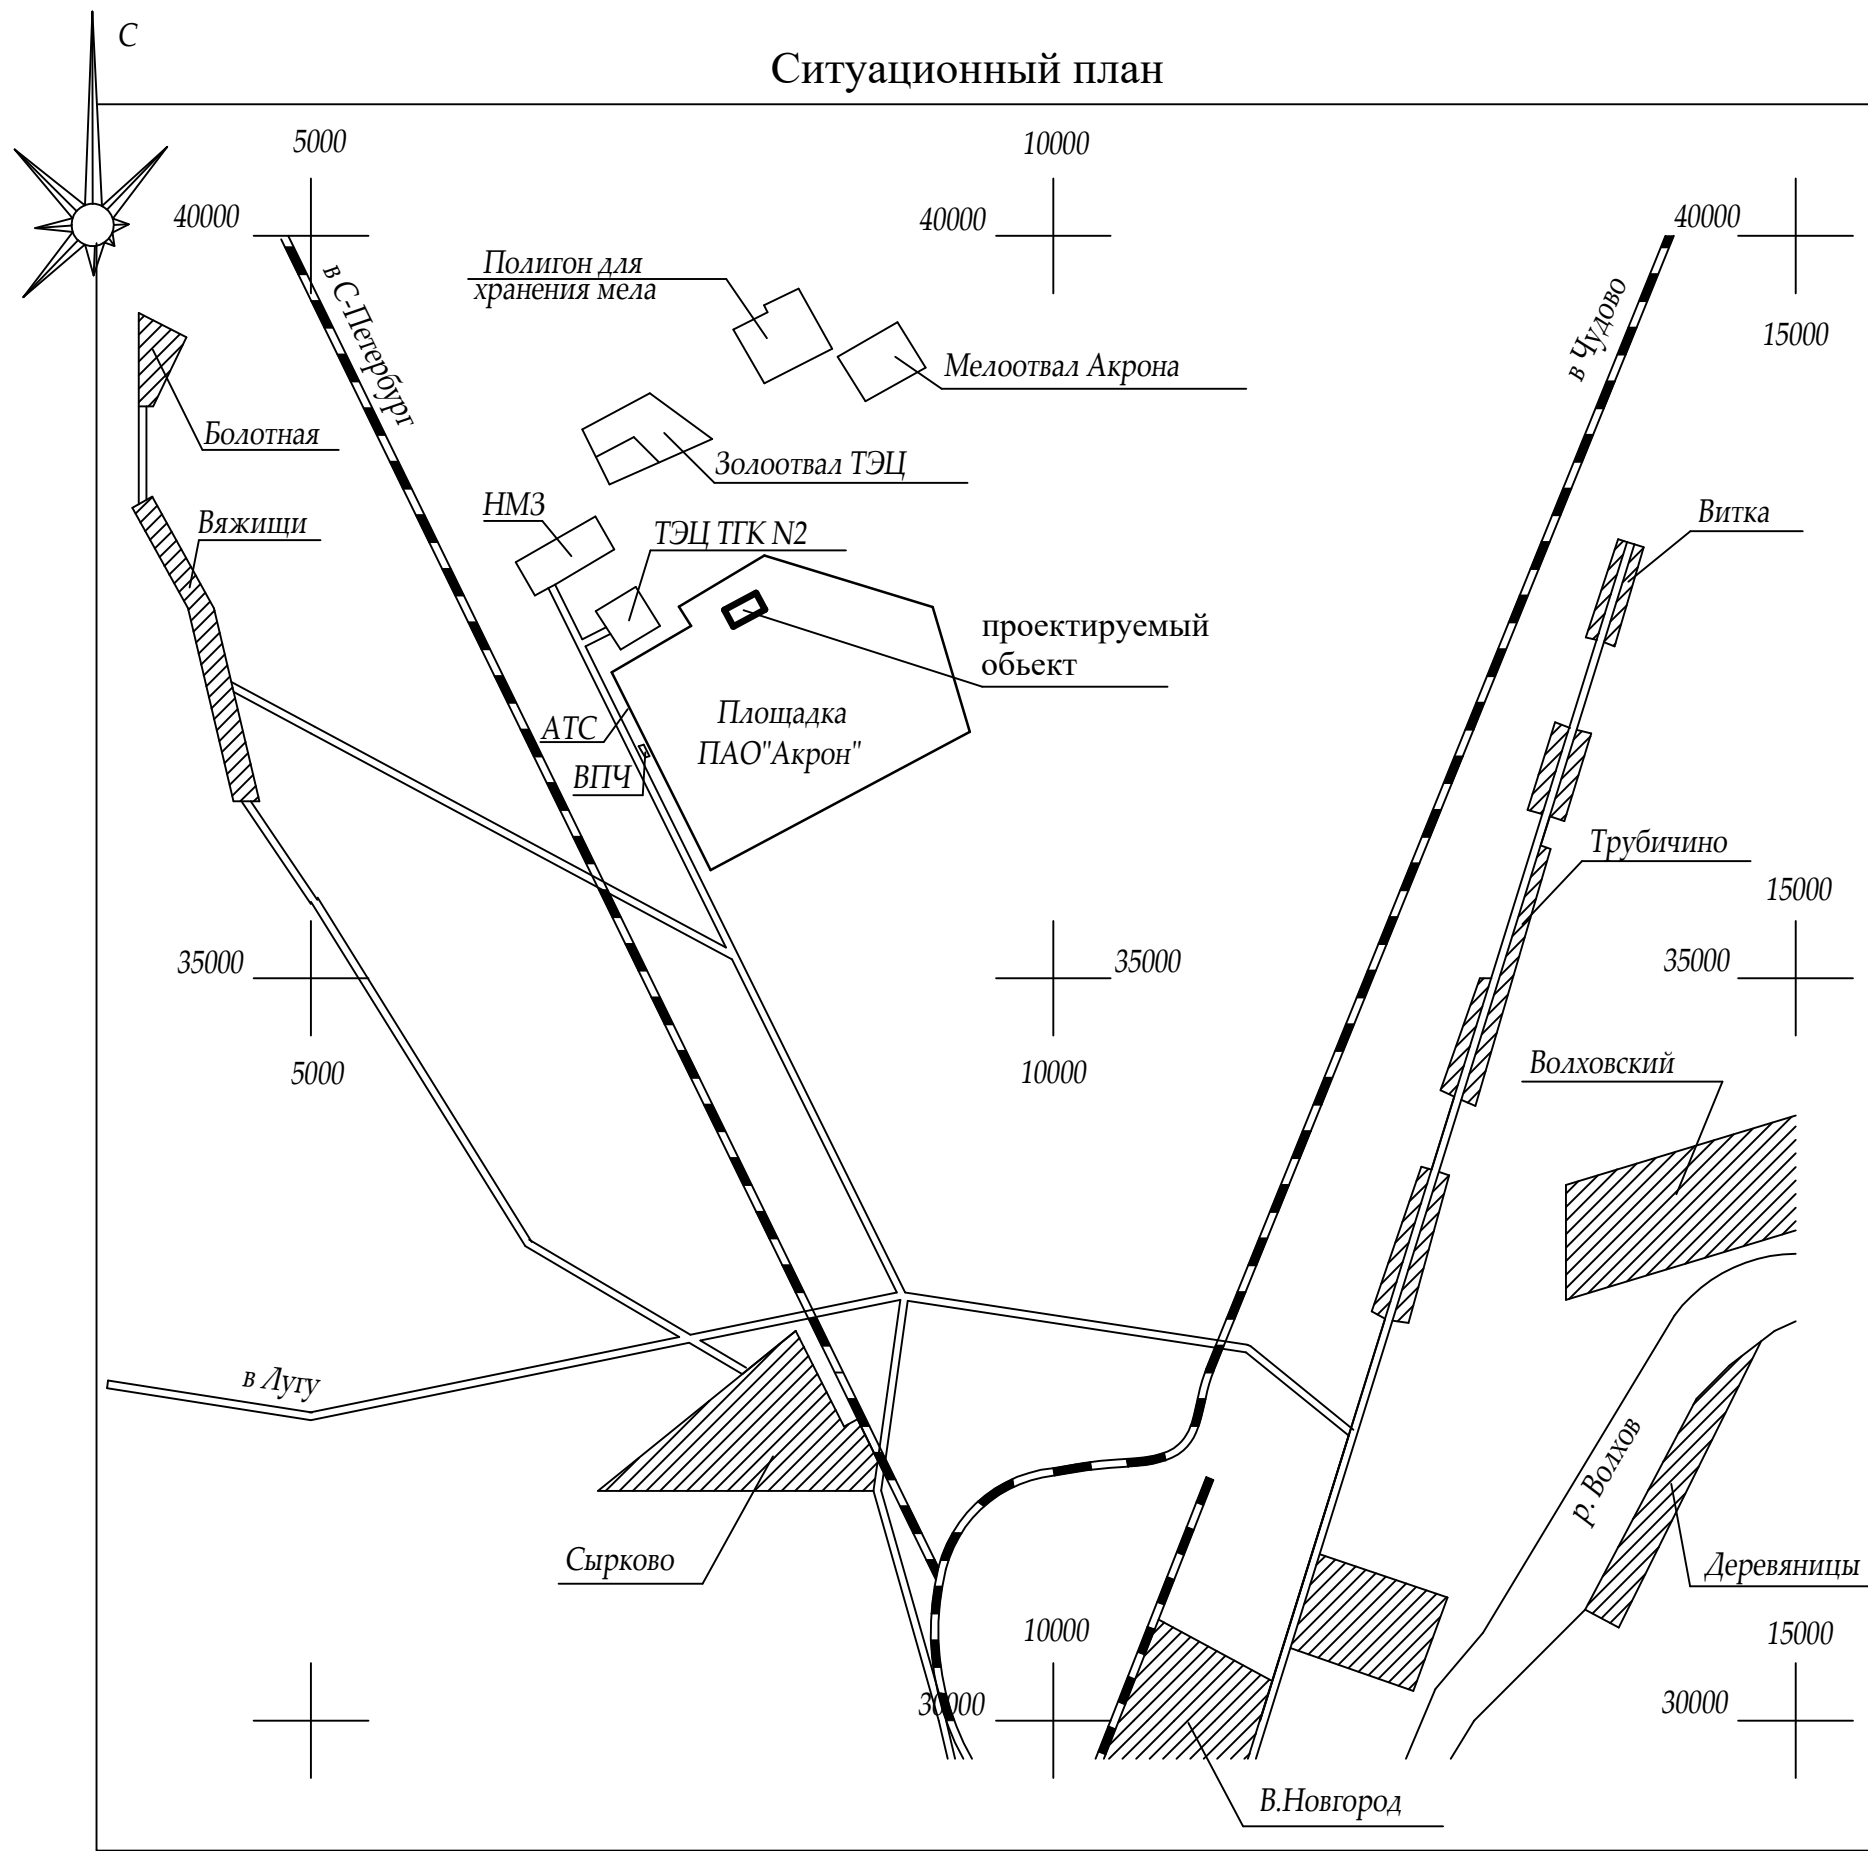 С
Ситуационный план
5000
10000
40000
40000
40000
в С-Петербург
Полигон для
хранения мела
в Чудово
15000
Мелоотвал Акрона
Болотная
Золоотвал ТЭЦ
НМЗ
Вяжищи
ТЭЦ ТГК N2
Витка
проектируемый
обьект
Площадка
ПАО"Акрон"
АТС
ВПЧ
Трубичино
15000
35000
35000
35000
5000
10000
Волховский
в Лугу
р. Волхов
Сырково
Деревяницы
10000
15000
30000
30000
В.Новгород